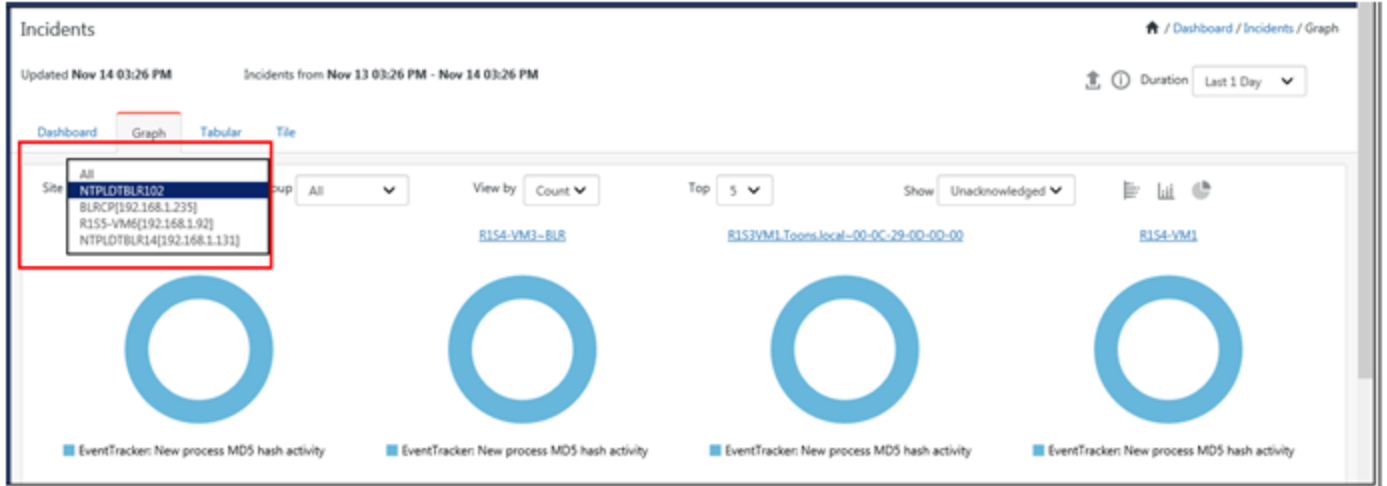 Incidents
/ Dashboard / Incidents / Graph
Updated Nov 14 03:26 PM Incidents from Nov 13 03:26 PM - Nov 14 03:26 PM
Duration Last 1 Day
Dashboard Graph Tabular Tile
All
Site NTPLDTBLR102 oup All View by Count Top 5 Show Unacknowledged
BLRCP[192.168.1.235]
R1S5-VM6[192.168.1.92]
NTPLDTBLR14[192.168.1.131]
R1S4-VM3~BLR R1S3VM1.Toons.local~00-0C-29-0D-0D-00 R1S4-VM1
EventTracker: New process MD5 hash activity EventTracker: New process MD5 hash activity EventTracker: New process MD5 hash activity EventTracker: New process MD5 hash activity